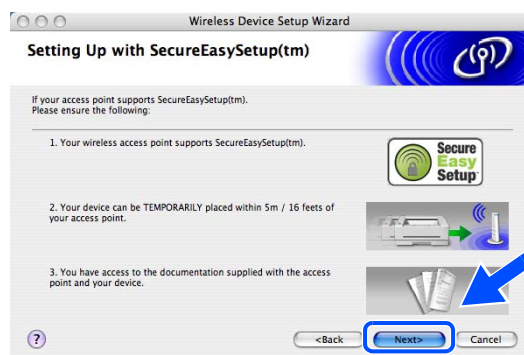 Wireless Device Setup Wizard
Setting Up with SecureEasySetup(tm)
If your access point supports SecureEasySetup(tm).
Please ensure the following:
1. Your wireless access point supports SecureEasySetup(tm).
Secure
Easy
Setup
2. Your device can be TEMPORARILY placed within 5m / 16 feets of
your access point.
3. You have access to the documentation supplied with the access
point and your device.
?
<Back
Next>
Cancel